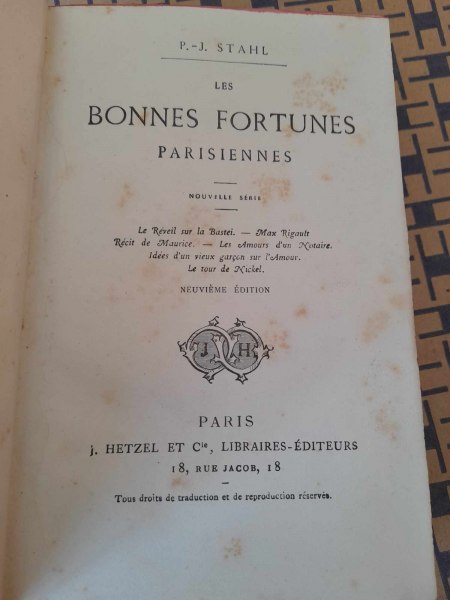 P.-J. STAHL
LES
BONNES FORTUNES
PARISIENNES
NOUVELLE SÉRIE
Le Réveil sur la Bastei. — Max Rigault
Récit de Maurice. — Les Amours d'un Notaire.
Idées d'un vieux garçon sur l'Amour.
Le tour de Nickel.
NEUVIÈME ÉDITION
J H
PARIS
J. HETZEL ET Cie, LIBRAIRES-ÉDITEURS
18, RUE JACOB, 18
Tous droits de traduction et de reproduction réservés.